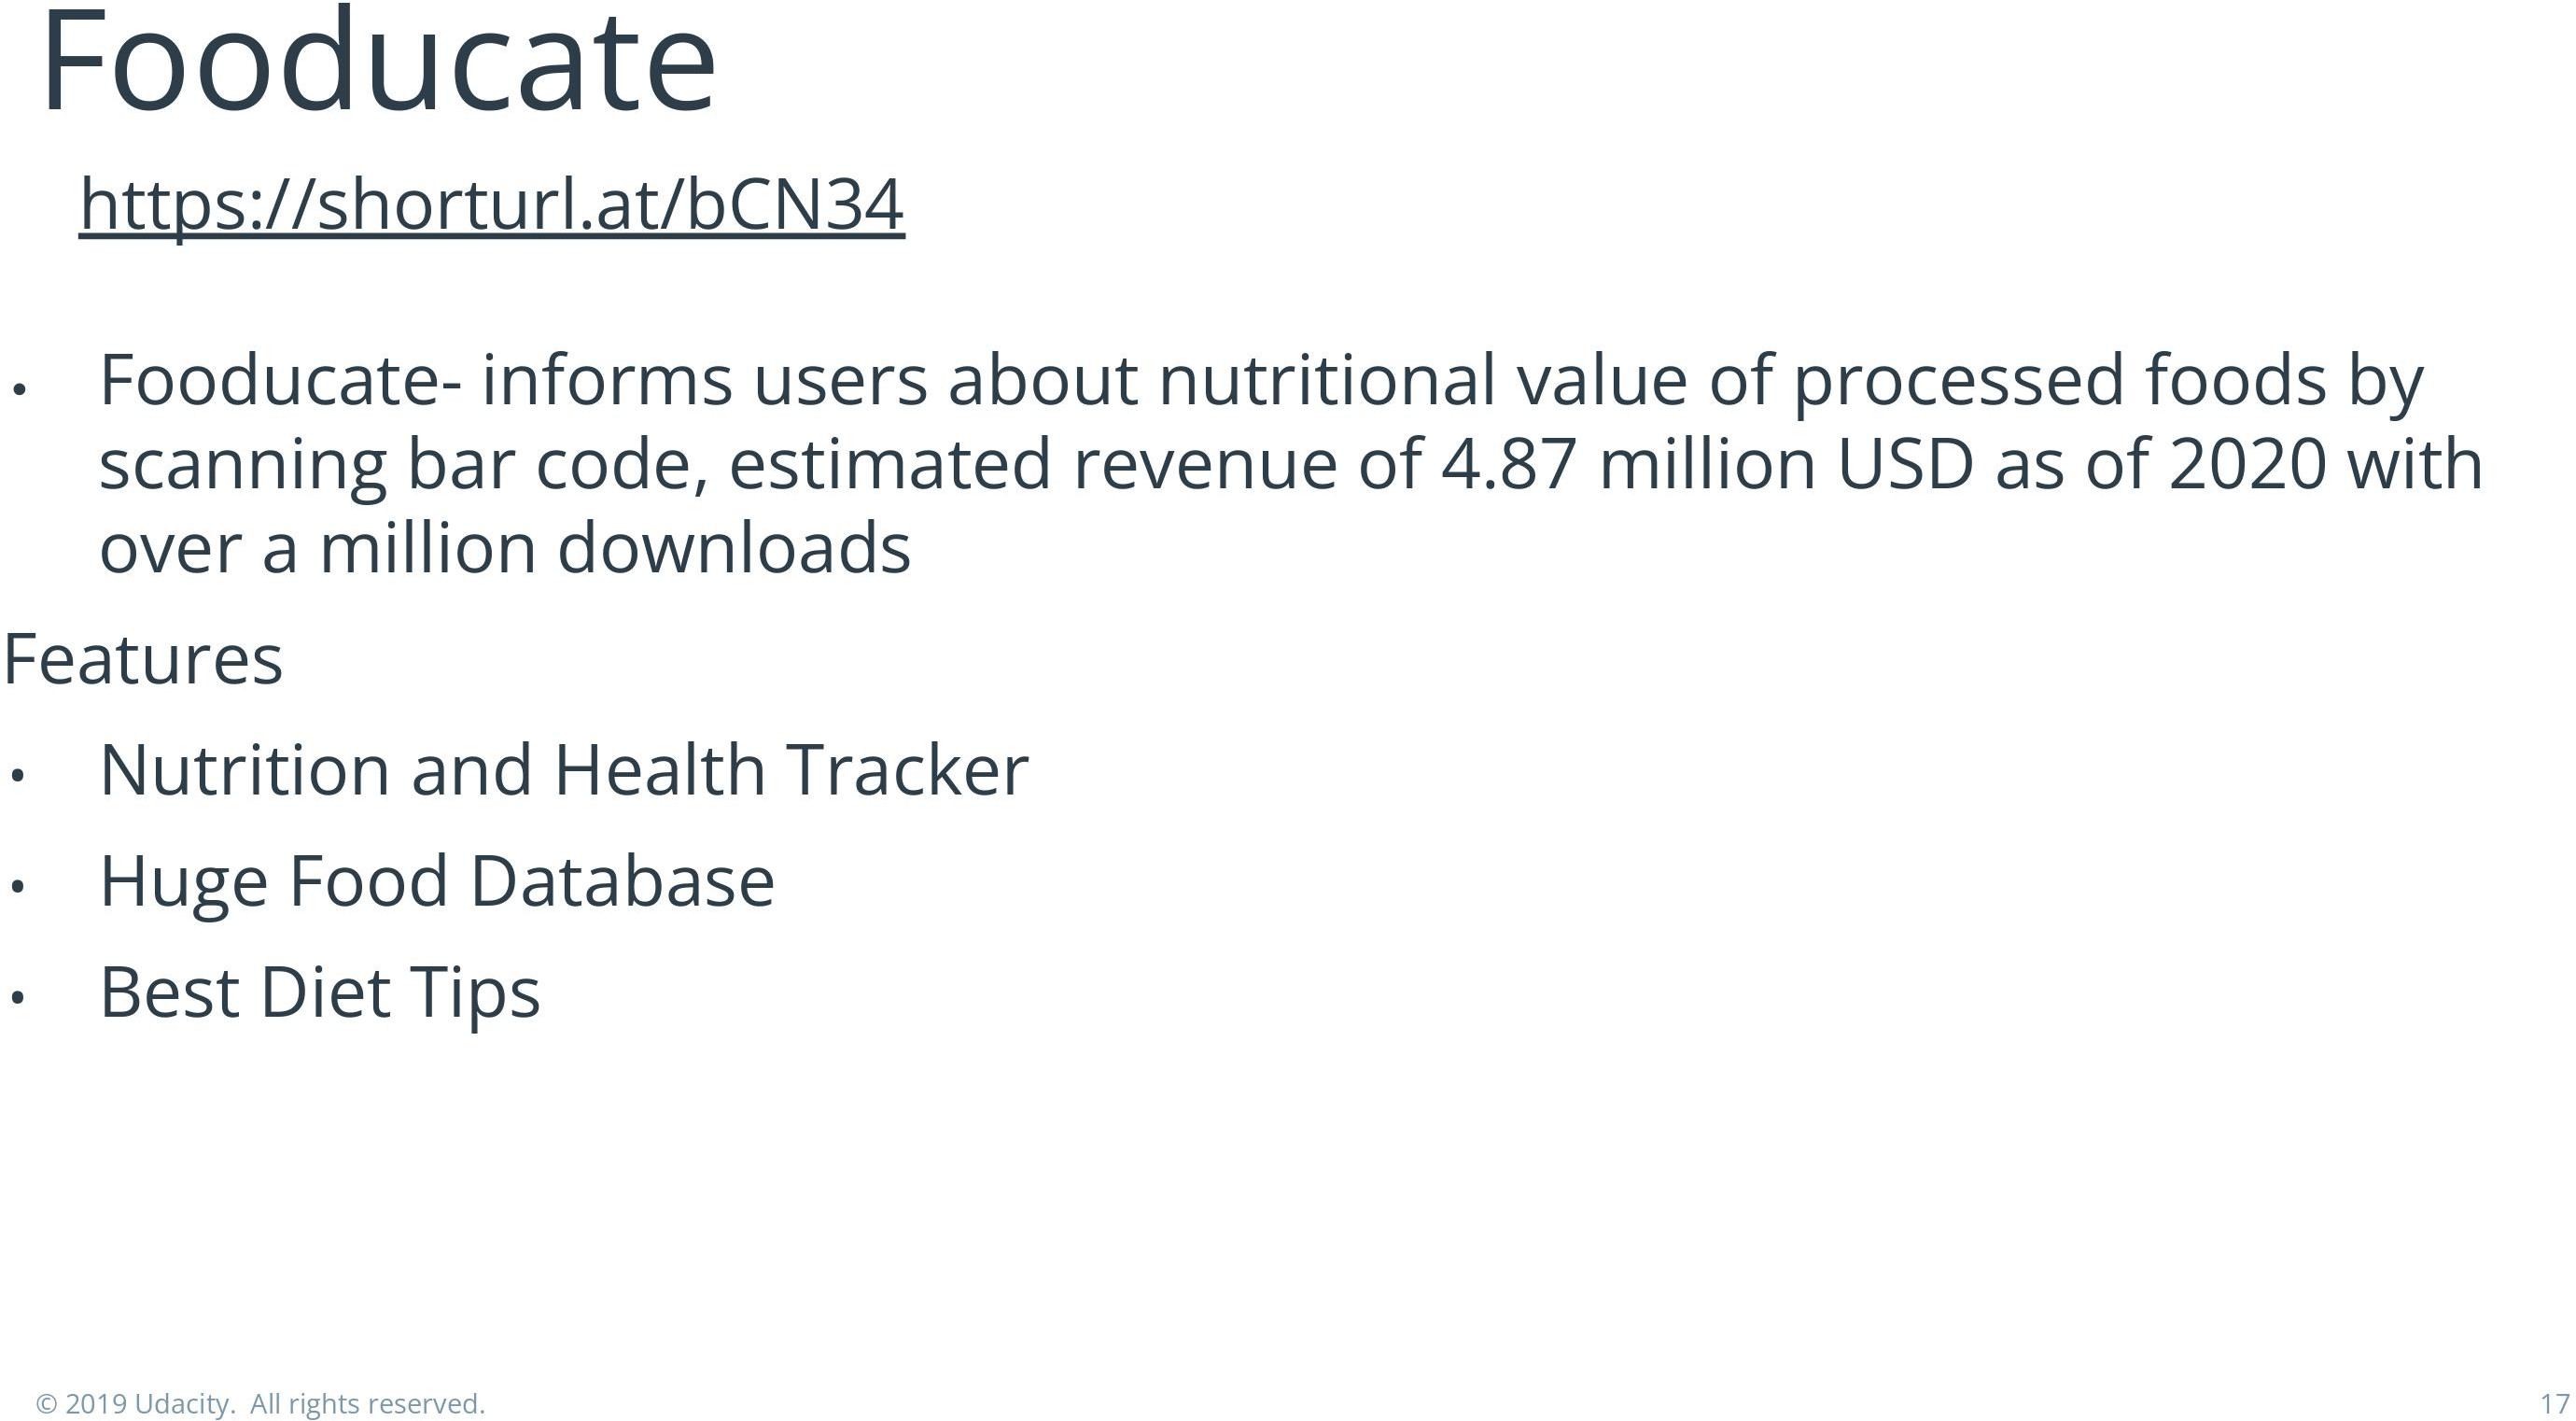 Fooducate
https://shorturl.at/bCN34
• Fooducate- informs users about nutritional value of processed foods by
scanning bar code, estimated revenue of 4.87 million USD as of 2020 with
over a million downloads
Features
• Nutrition and Health Tracker
• Huge Food Database
• Best Diet Tips
© 2019 Udacity.  All rights reserved.
17